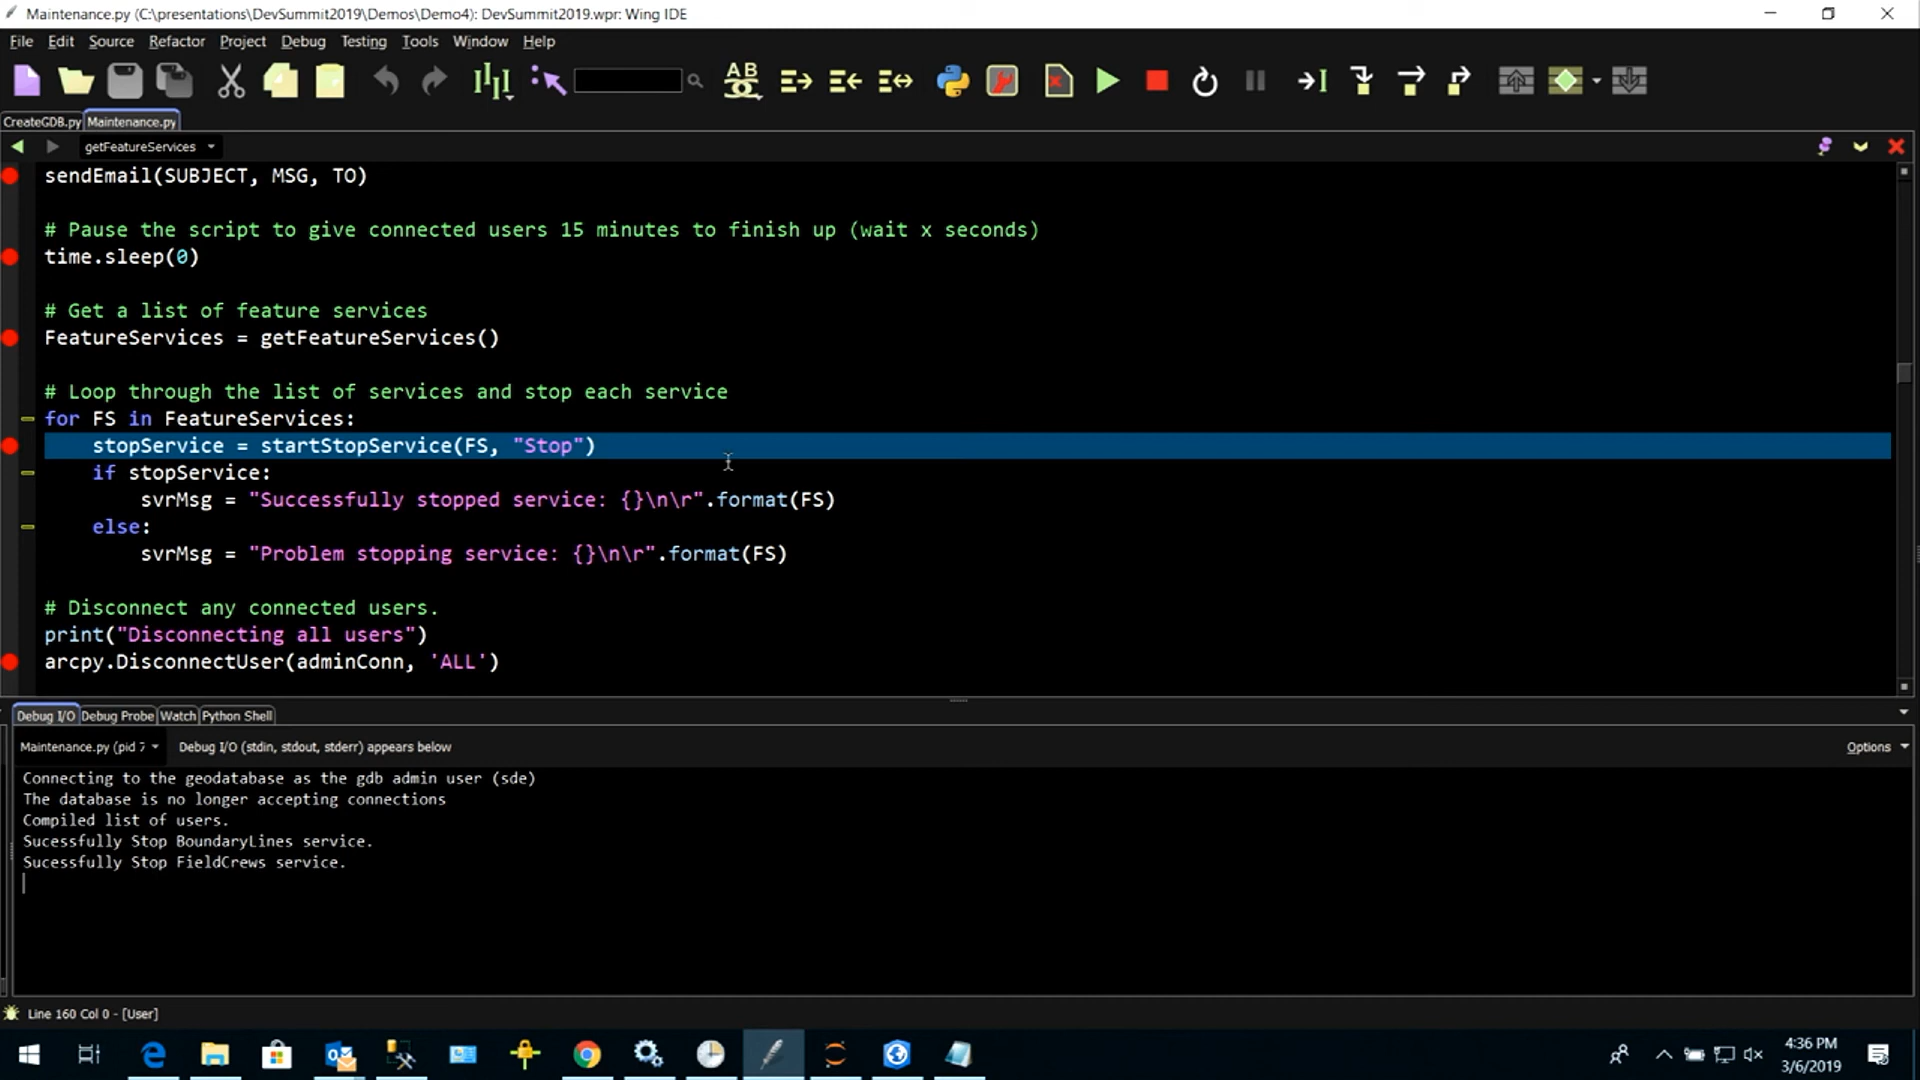 Maintenance.py (C:\presentations\DevSummit2019\Demos\Demo4): DevSummit2019.wpr: Wing IDE
File Edit Source Refactor Project Debug Testing Tools Window Help
AB
CreateGDB.py Maintenance.py
getFeatureServices
sendEmail(SUBJECT, MSG, TO)
# Pause the script to give connected users 15 minutes to finish up (wait x seconds)
time.sleep(0)
# Get a list of feature services
FeatureServices = getFeatureServices()
# Loop through the list of services and stop each service
for FS in FeatureServices:
stopService = startStopService(FS, "Stop")
if stopService:
svrMsg = "Successfully stopped service: {}\n\r".format(FS)
else:
svrMsg = "Problem stopping service: {}\n\r".format(FS)
# Disconnect any connected users.
print("Disconnecting all users")
arcpy.DisconnectUser(adminConn, 'ALL')
Debug I/O Debug Probe Watch Python Shell
Maintenance.py (pid 7 Debug I/O (stdin, stdout, stderr) appears below Options
Connecting to the geodatabase as the gdb admin user (sde)
The database is no longer accepting connections
Compiled list of users.
Sucessfully Stop BoundaryLines service.
Sucessfully Stop FieldCrews service.
Line 160 Col 0 - [User]
4:36 PM
3/6/2019